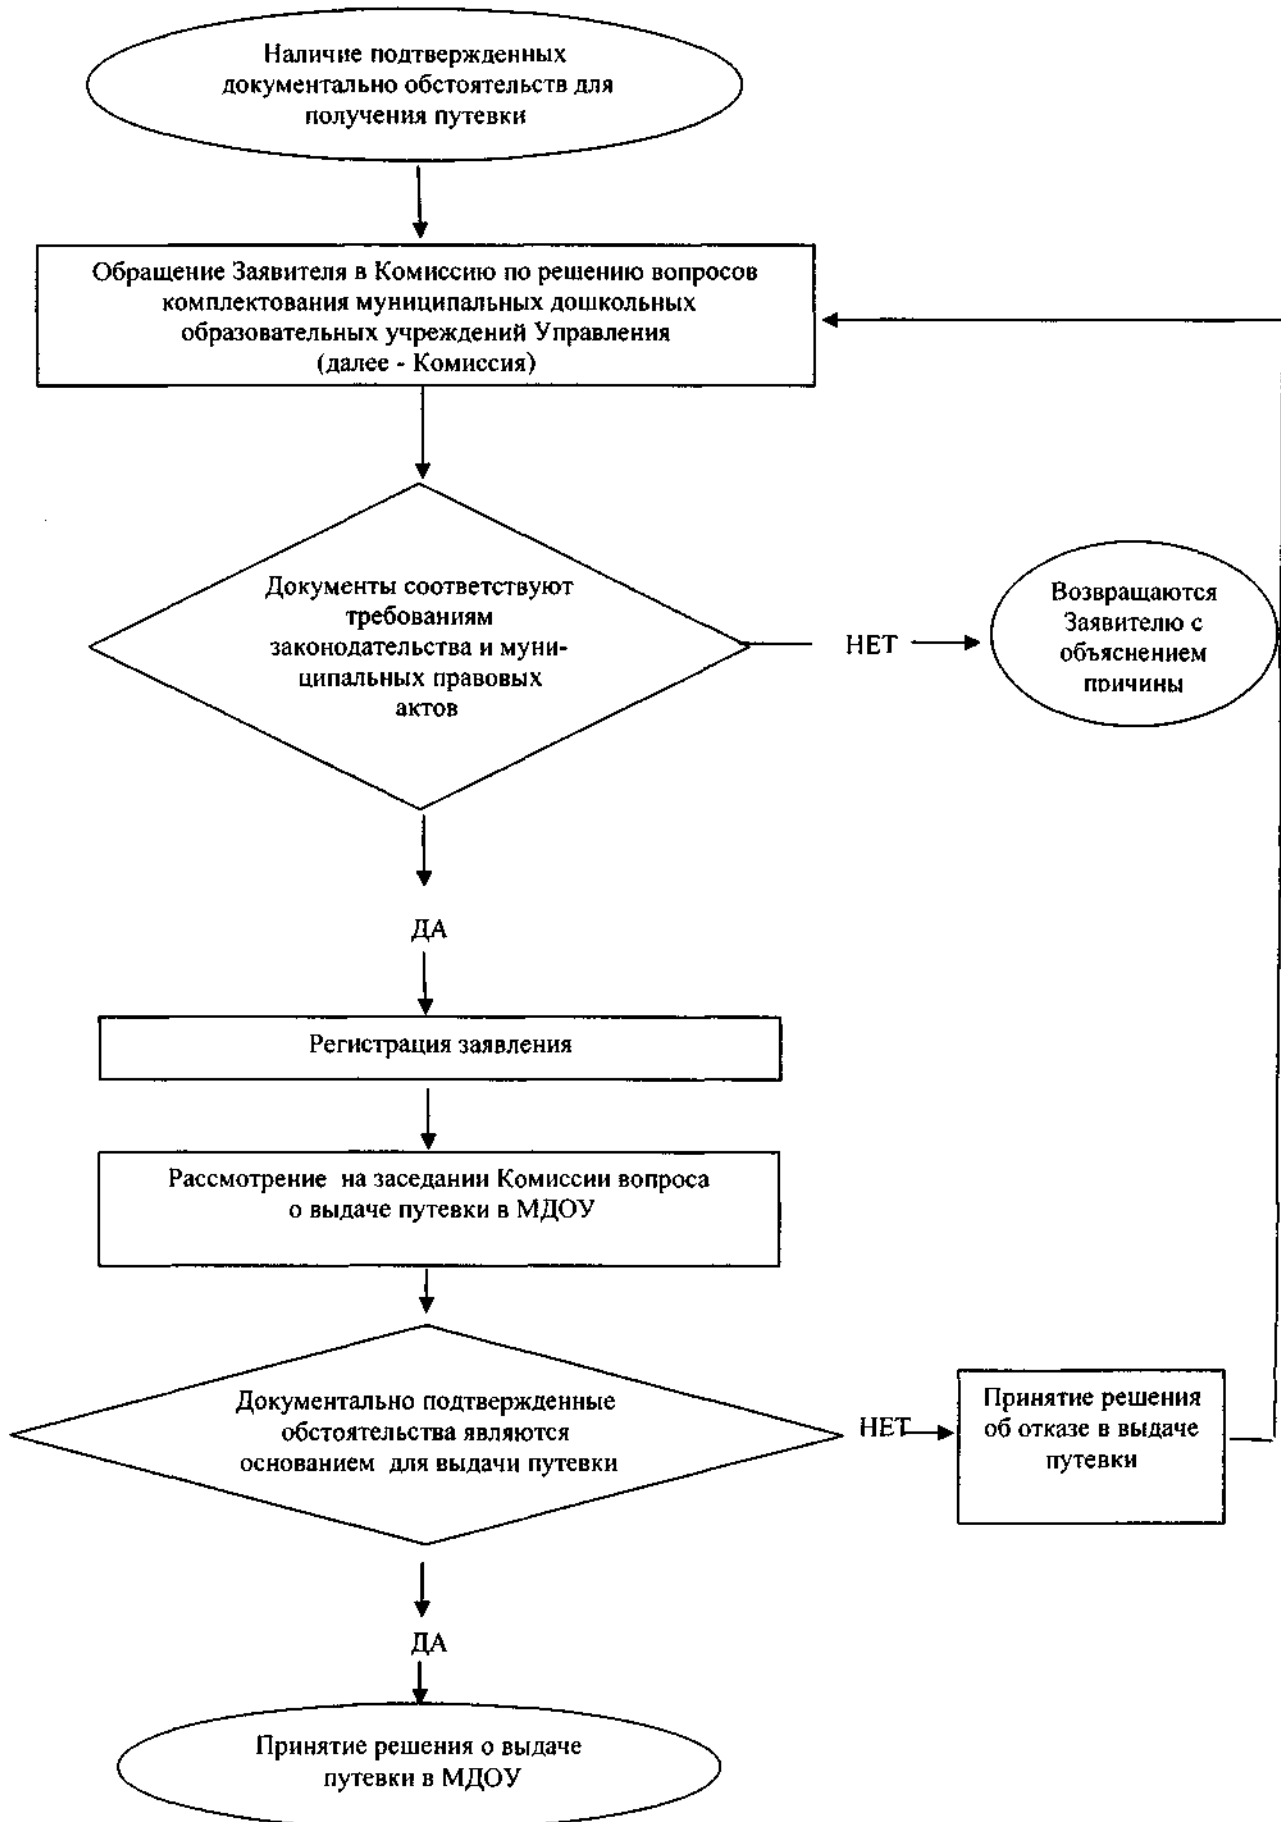 Наличие подтвержденных
документально обстоятельств для
получения путевки
Обращение Заявителя в Комиссию по решению вопросов
комплектования муниципальных дошкольных
образовательных учреждений Управления
(далее - Комиссия)
Документы соответствуют
требованиям
законодательства и муни-
ципальных правовых
актов
НЕТ
Возвращаются
Заявителю с
объяснением
причины
ДА
Регистрация заявления
Рассмотрение на заседании Комиссии вопроса
о выдаче путевки в МДОУ
Документально подтвержденные
обстоятельства являются
основанием для выдачи путевки
НЕТ
Принятие решения
об отказе в выдаче
путевки
ДА
Принятие решения о выдаче
путевки в МДОУ